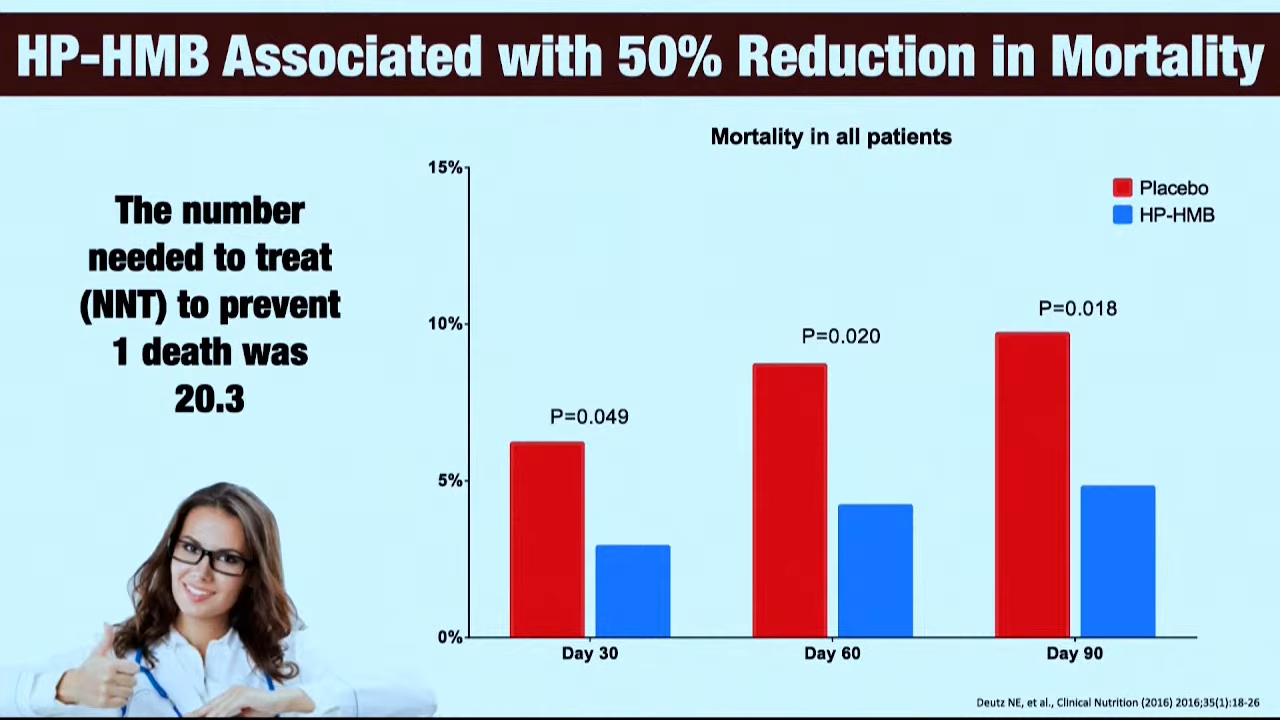 HP-HMB Associated with 50% Reduction in Mortality
The number
needed to treat
(NNT) to prevent
1 death was
20.3
Mortality in all patients
Placebo
HP-HMB
15%
10%
5%
0%
P=0.049
P=0.020
P=0.018
Day 30
Day 60
Day 90
Deutz NE, et al., Clinical Nutrition (2016) 2016;35(1):18-26